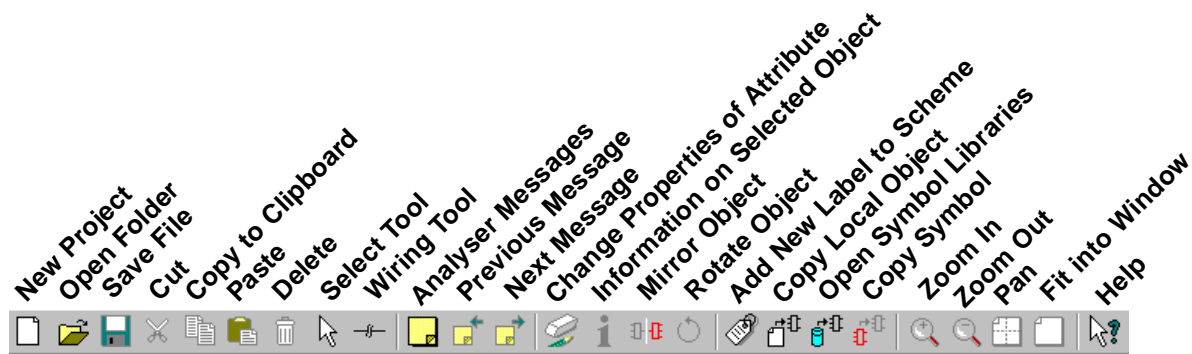 New Project
Open Folder
Save File
Cut
Copy to Clipboard
Paste
Delete
Select Tool
Wiring Tool
Analyser Messages
Previous Message
Next Message
Change Properties of Attribute
Information on Selected Object
Mirror Object
Rotate Object
Add New Label to Scheme
Copy Local Object
Open Symbol Libraries
Copy Symbol
Zoom In
Zoom Out
Pan
Fit into Window
Help